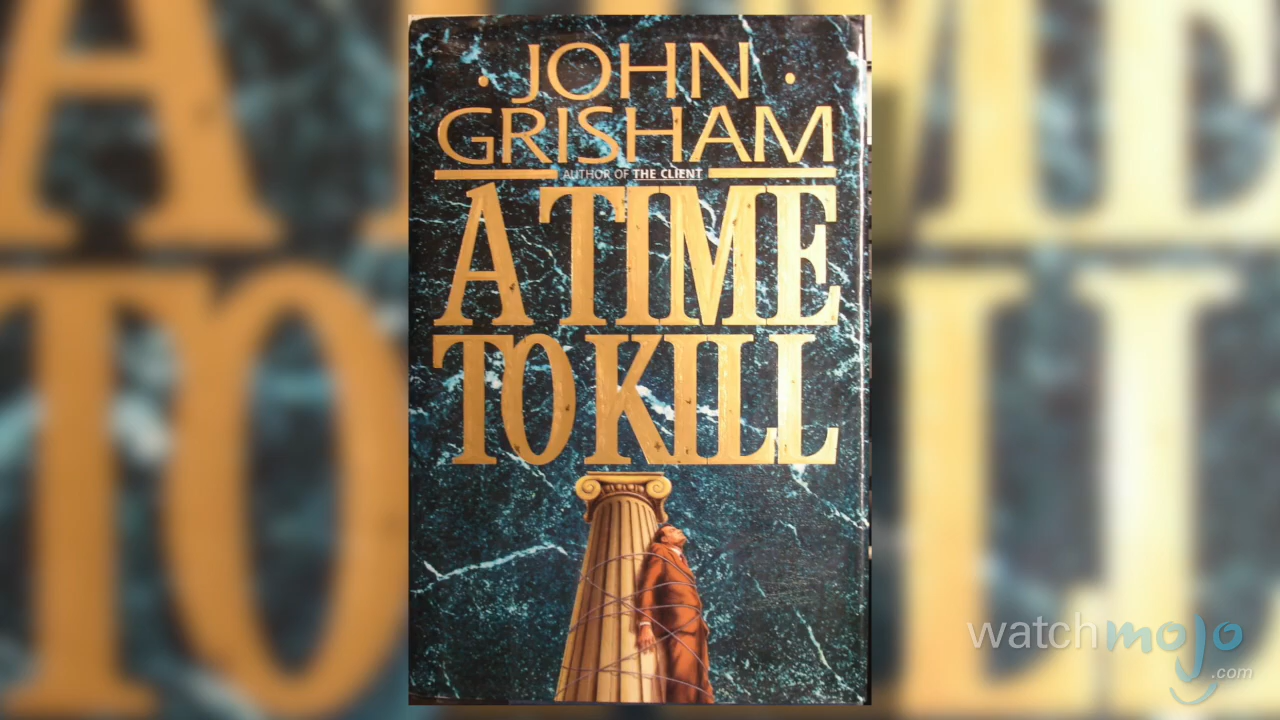 • JOHN •
GRISHAM
AUTHOR OF THE CLIENT
A TIME
TO KILL
watchmojo
.com